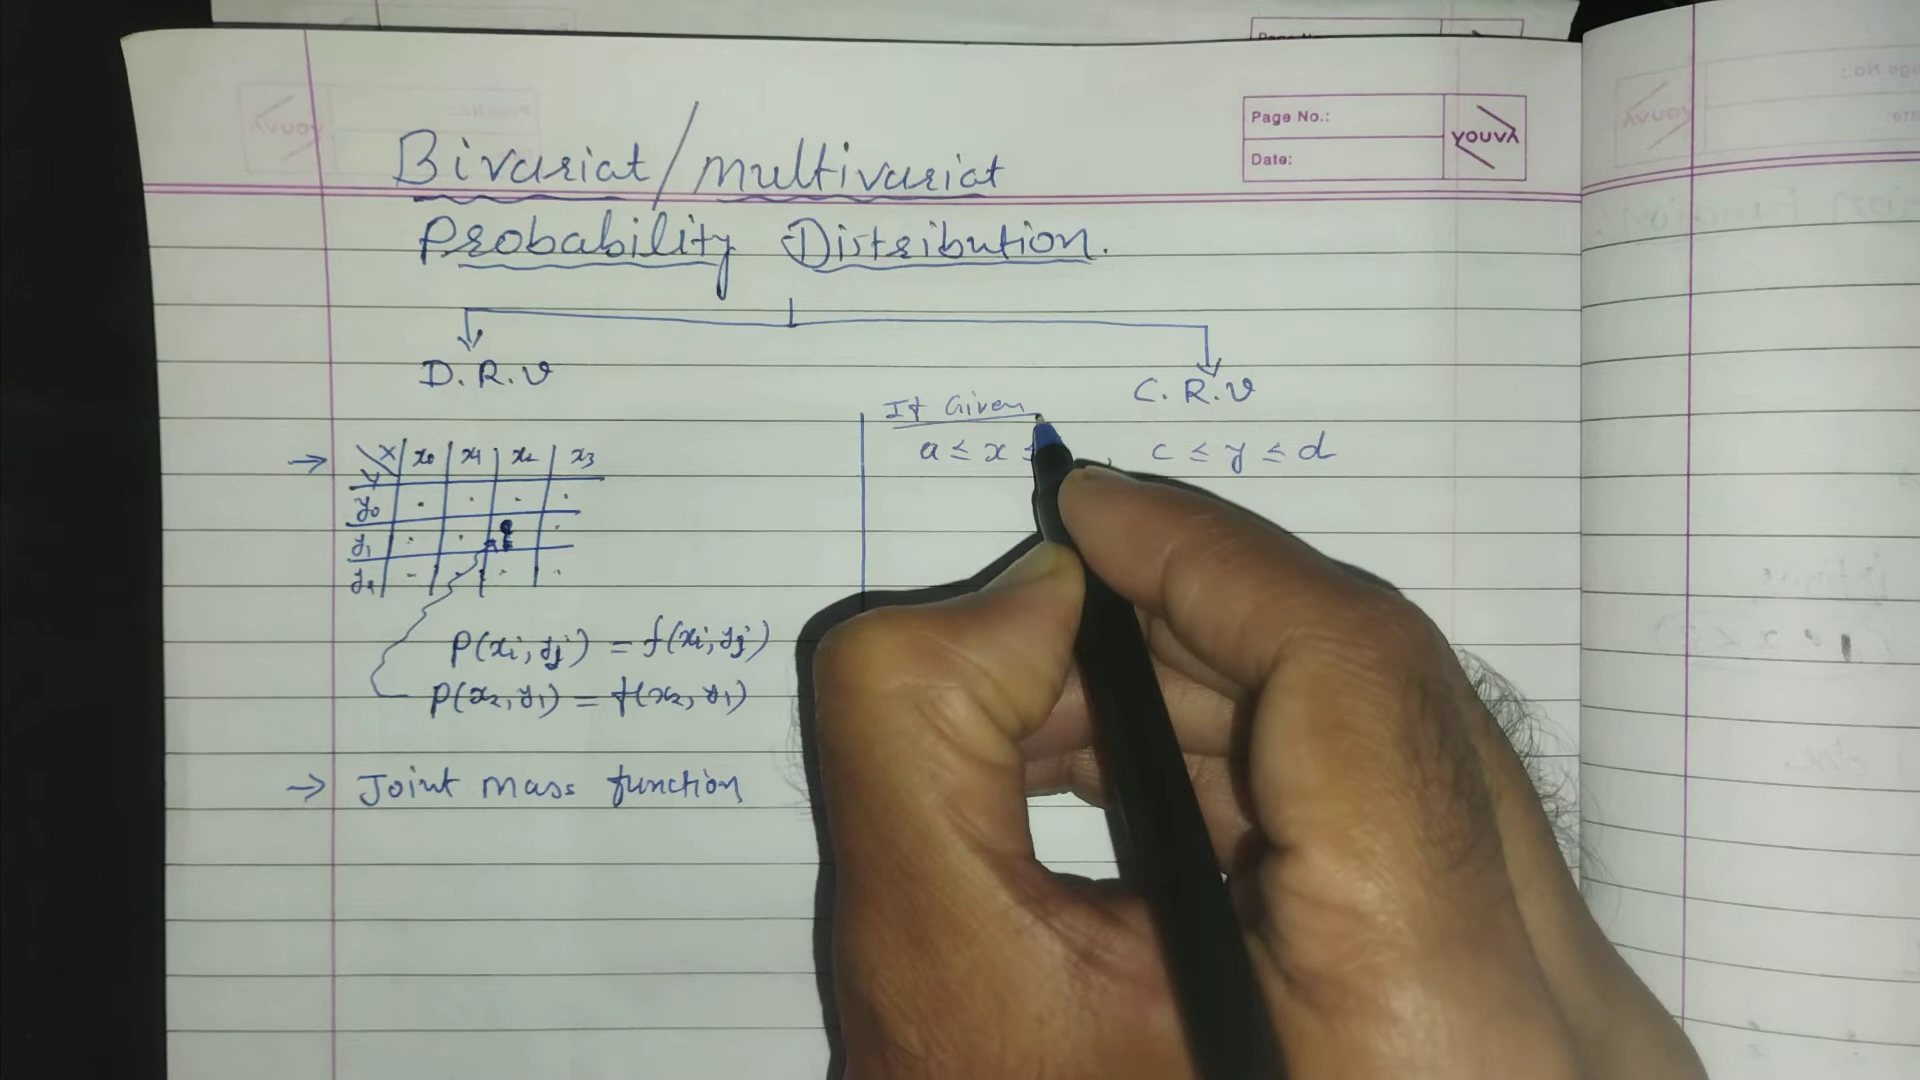 Page No.:
Date:
YOUVA
Bivariat/multivariat
Probability Distribution.
D.R.V
C.R.V
If Given
a ≤ x ≤ , c ≤ y ≤ d
→ X x₀ x₁ x₂ x₃
Y
y₀
y₁
y₂
P(xi, yj) = f(xi, yj)
P(x₂, y₁) = f(x₂, y₁)
→ Joint mass function